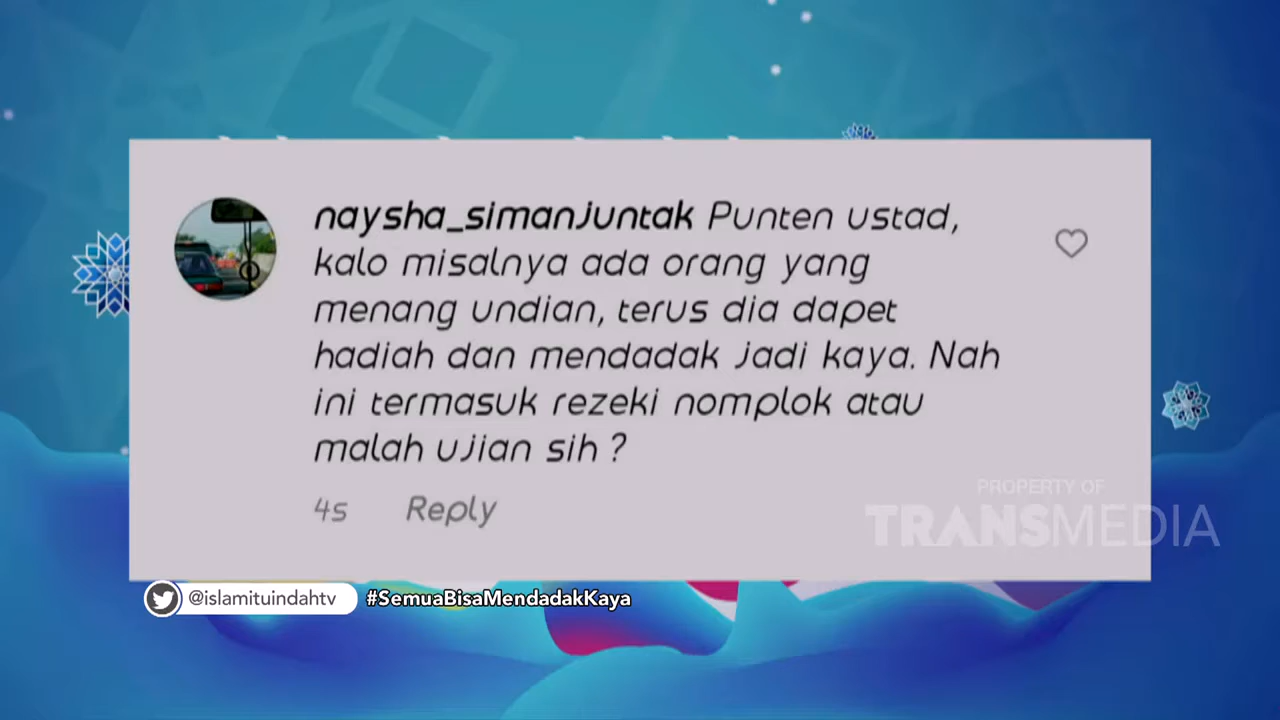 naysha_simanjuntak Punten ustad,
kalo misalnya ada orang yang
menang undian, terus dia dapet
hadiah dan mendadak jadi kaya. Nah
ini termasuk rezeki nomplok atau
malah ujian sih ?
4s Reply
PROPERTY OF
TRANSMEDIA
@islamituindahtv #SemuaBisaMendadakKaya